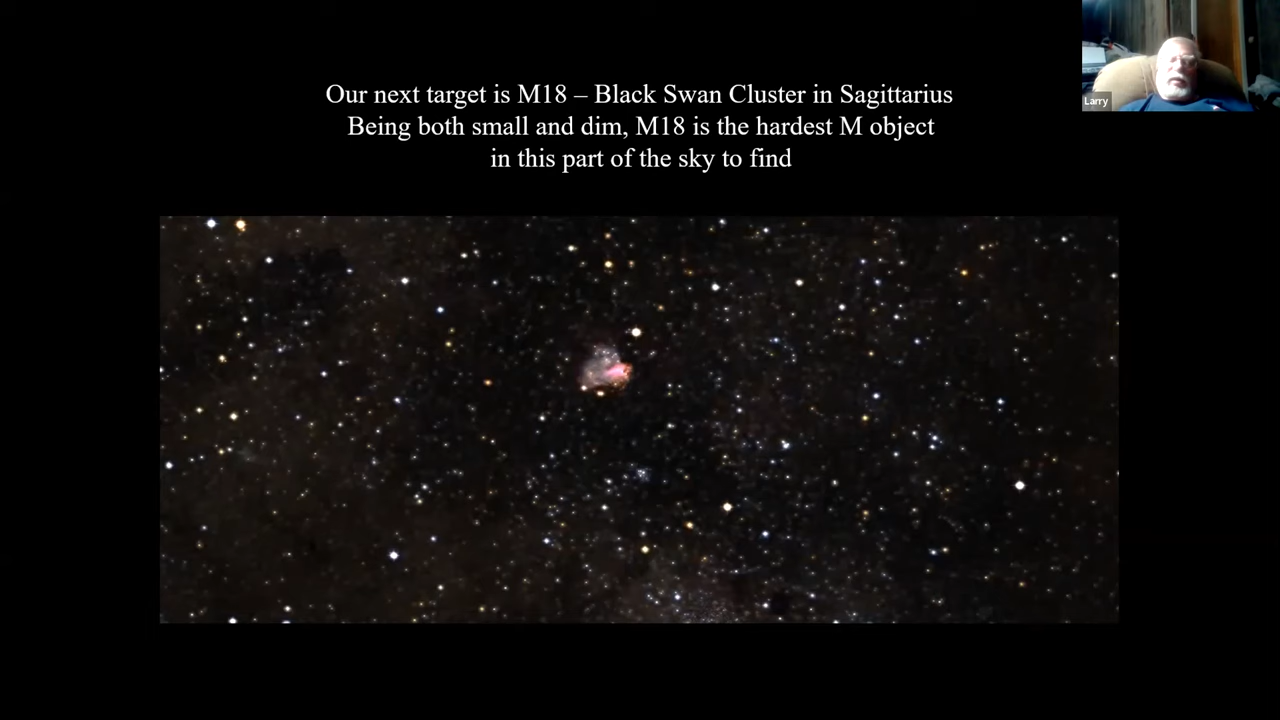 Our next target is M18 – Black Swan Cluster in Sagittarius
Being both small and dim, M18 is the hardest M object
in this part of the sky to find
Larry